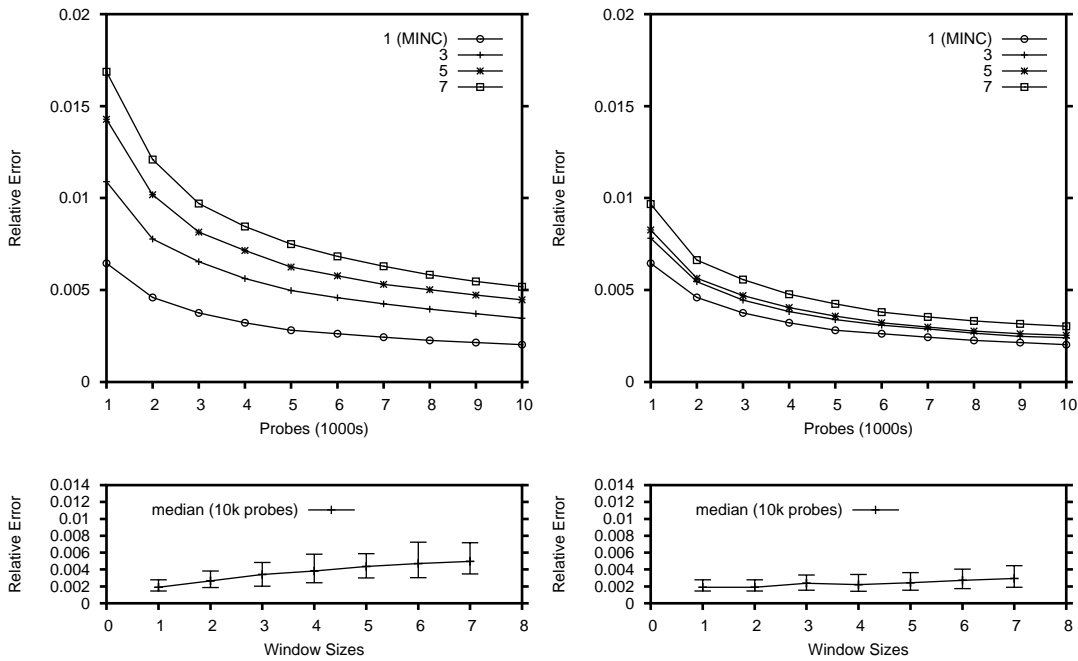 0.02
0.015
0.01
0.005
0
Relative Error
1 (MINC)
3
5
7
1 2 3 4 5 6 7 8 9 10
Probes (1000s)
0.02
0.015
0.01
0.005
0
Relative Error
1 (MINC)
3
5
7
1 2 3 4 5 6 7 8 9 10
Probes (1000s)
0.014
0.012
0.01
0.008
0.006
0.004
0.002
0
Relative Error
median (10k probes)
0 1 2 3 4 5 6 7 8
Window Sizes
0.014
0.012
0.01
0.008
0.006
0.004
0.002
0
Relative Error
median (10k probes)
0 1 2 3 4 5 6 7 8
Window Sizes